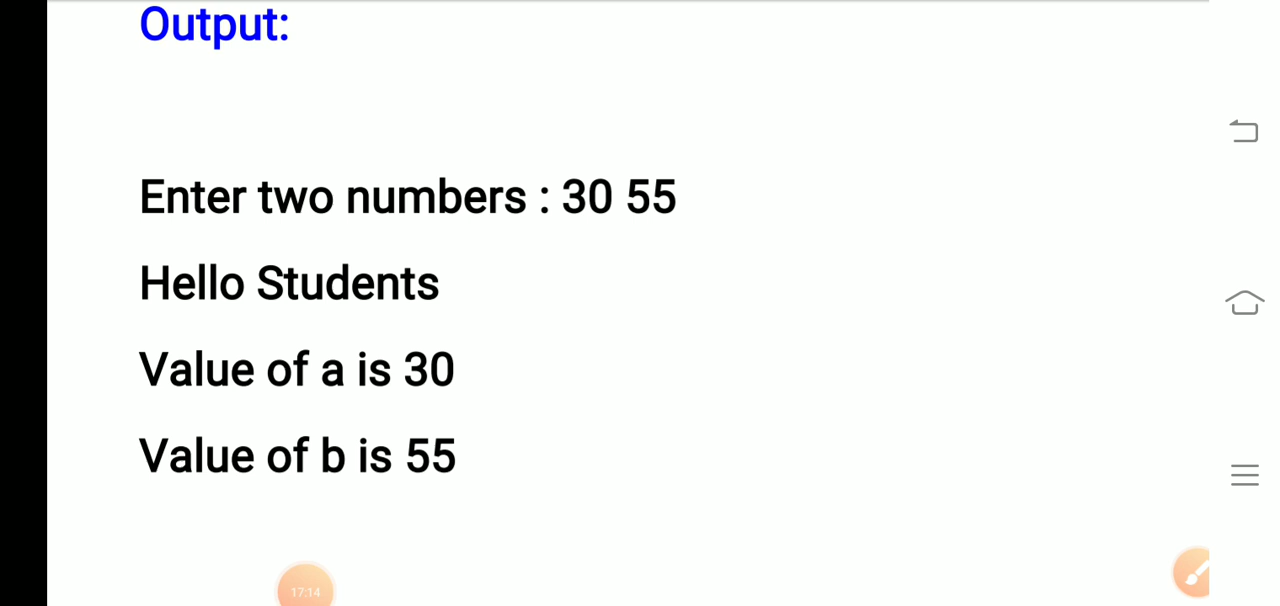 Output:
Enter two numbers : 30 55
Hello Students
Value of a is 30
Value of b is 55
17:14